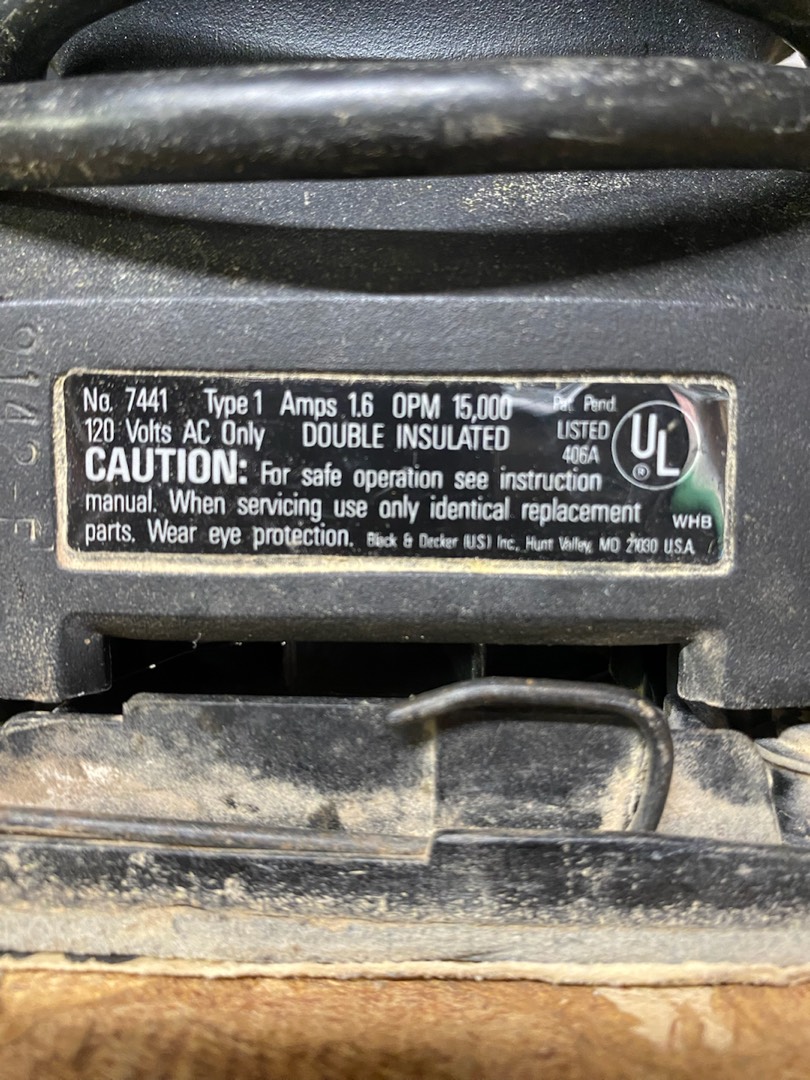 No. 7441 Type 1 Amps 1.6 OPM 15,000 Pat. Pend.
120 Volts AC Only DOUBLE INSULATED LISTED
406A
UL
®
CAUTION: For safe operation see instruction
manual. When servicing use only identical replacement
WHB
parts. Wear eye protection. Black & Decker (US) Inc., Hunt Valley, MD 21030 U.S.A.
9142-E